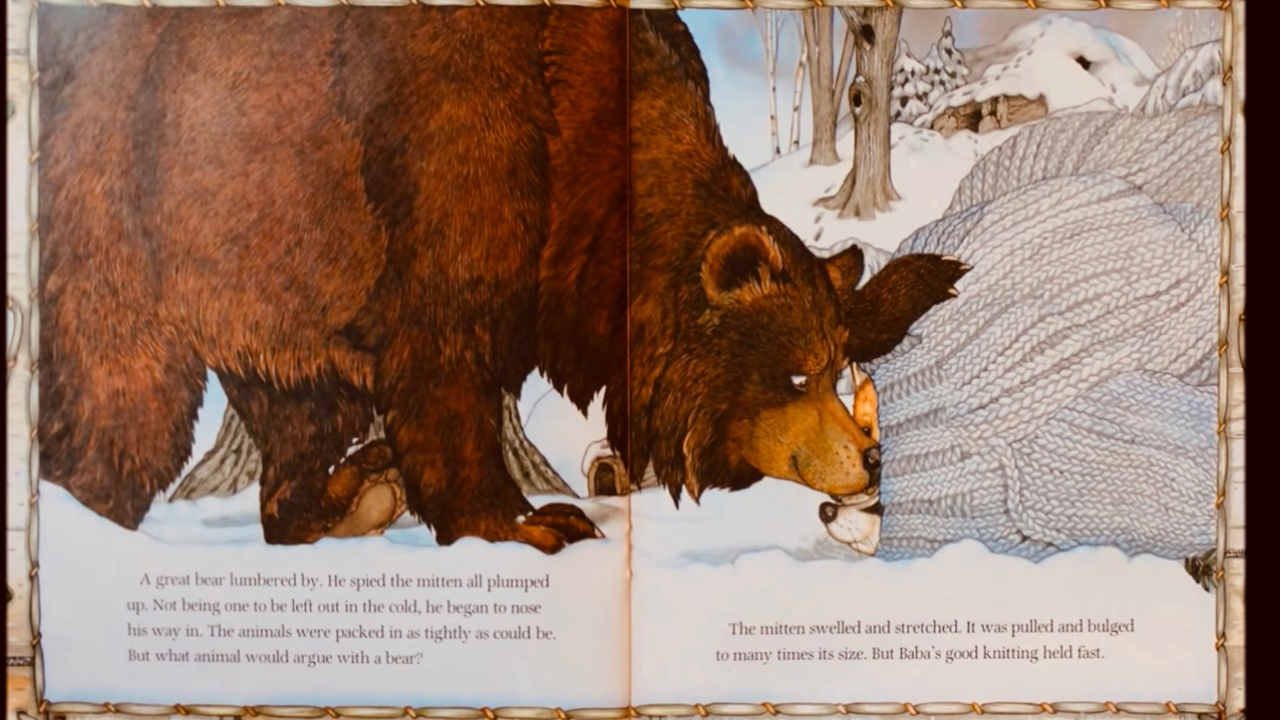 A great bear lumbered by. He spied the mitten all plumped
up. Not being one to be left out in the cold, he began to nose
his way in. The animals were packed in as tightly as could be.
But what animal would argue with a bear?
The mitten swelled and stretched. It was pulled and bulged
to many times its size. But Baba's good knitting held fast.